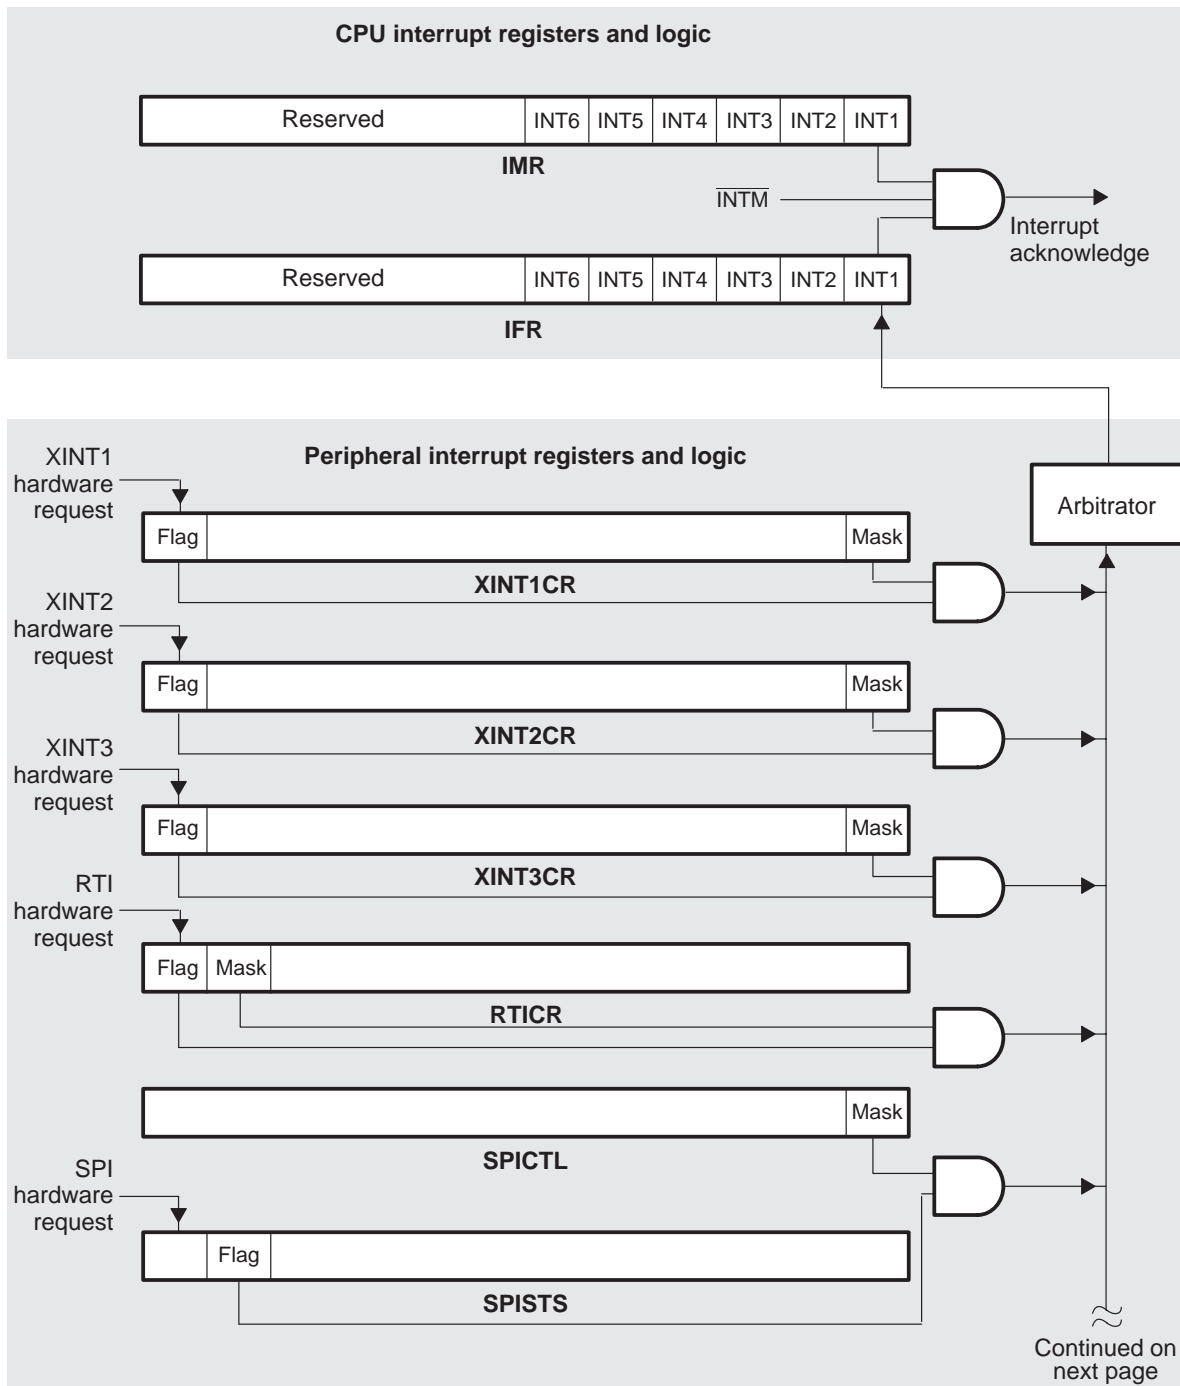 CPU interrupt registers and logic
Reserved INT6 INT5 INT4 INT3 INT2 INT1
IMR
INTM
Interrupt
acknowledge
Reserved INT6 INT5 INT4 INT3 INT2 INT1
IFR
XINT1
hardware
request
Peripheral interrupt registers and logic
Arbitrator
Flag Mask
XINT1CR
XINT2
hardware
request
Flag Mask
XINT2CR
XINT3
hardware
request
Flag Mask
XINT3CR
RTI
hardware
request
Flag Mask
RTICR
Mask
SPICTL
SPI
hardware
request
Flag
SPISTS
Continued on
next page